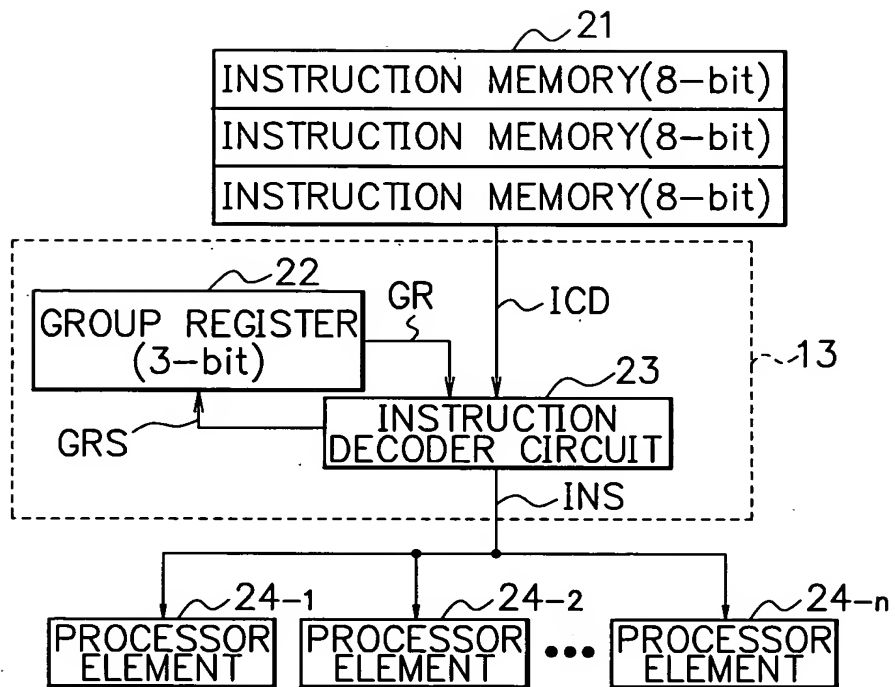 21
INSTRUCTION MEMORY(8-bit)
INSTRUCTION MEMORY(8-bit)
INSTRUCTION MEMORY(8-bit)
22
GROUP REGISTER
(3-bit)
GR
ICD
13
GRS
23
INSTRUCTION
DECODER CIRCUIT
INS
24-1
PROCESSOR
ELEMENT
24-2
PROCESSOR
ELEMENT
•••
24-n
PROCESSOR
ELEMENT